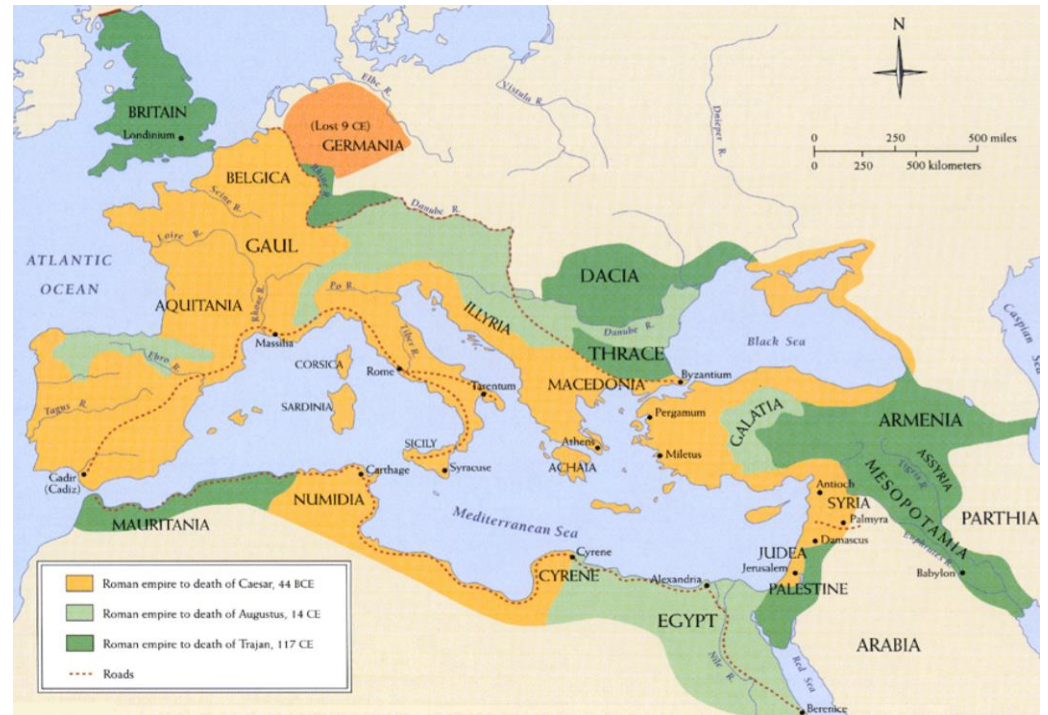 N
Elbe R.
Vistula R.
Dnieper R.
BRITAIN
Londinium
(Lost 9 CE)
GERMANIA
0 250 500 miles
0 250 500 kilometers
BELGICA
Rhine R.
Seine R.
Danube R.
Loire R.
GAUL
ATLANTIC
OCEAN
DACIA
AQUITANIA
Rhone R.
Po R.
ILLYRIA
Danube R.
Caspian Sea
Massilia
Tiber R.
THRACE
Black Sea
Ebro R.
CORSICA
Rome
MACEDONIA
Byzantium
Tagus R.
SARDINIA
Tarentum
Pergamum
GALATIA
ARMENIA
SICILY
Athens
ACHAIA
Miletus
ASSYRIA
Tigris R.
Gadir
(Cadiz)
Carthage
Syracuse
Antioch
MESOPOTAMIA
MAURITANIA
NUMIDIA
SYRIA
Palmyra
PARTHIA
Mediterranean Sea
Damascus
Euphrates R.
Cyrene
CYRENE
JUDEA
Jerusalem
Babylon
Alexandria
PALESTINE
EGYPT
ARABIA
Nile R.
Red Sea
Berenice
Roman empire to death of Caesar, 44 BCE
Roman empire to death of Augustus, 14 CE
Roman empire to death of Trajan, 117 CE
Roads